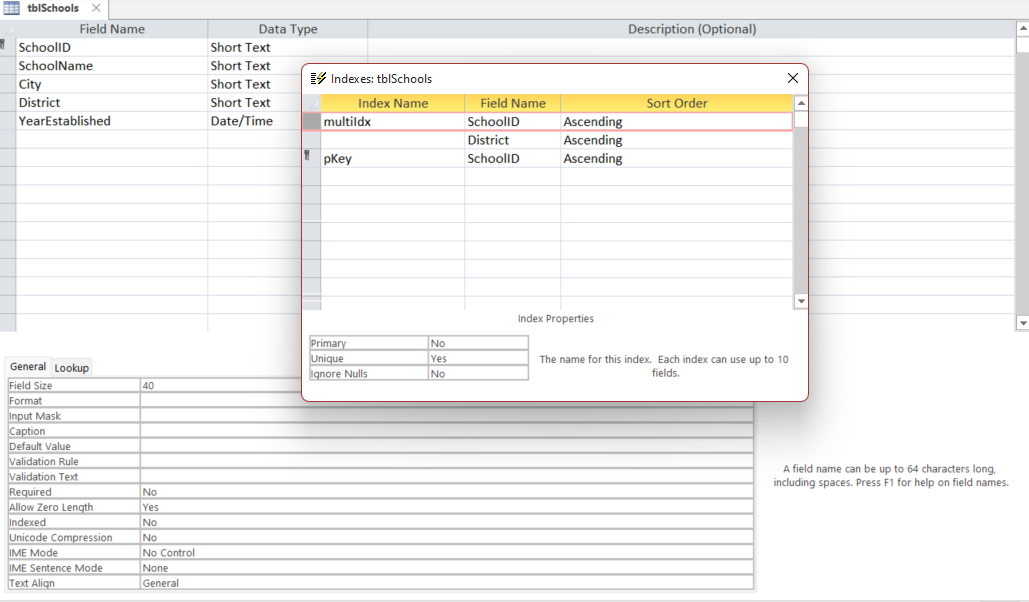 tblSchools
Field Name Data Type Description (Optional)
SchoolID Short Text
SchoolName Short Text
City Short Text
District Short Text
YearEstablished Date/Time
Indexes: tblSchools
Index Name Field Name Sort Order
multiIdx SchoolID Ascending
District Ascending
pKey SchoolID Ascending
Index Properties
Primary No
Unique Yes
Ignore Nulls No
The name for this index. Each index can use up to 10
fields.
General Lookup
Field Size 40
Format
Input Mask
Caption
Default Value
Validation Rule
Validation Text
Required No
Allow Zero Length Yes
Indexed No
Unicode Compression No
IME Mode No Control
IME Sentence Mode None
Text Align General
A field name can be up to 64 characters long,
including spaces. Press F1 for help on field names.